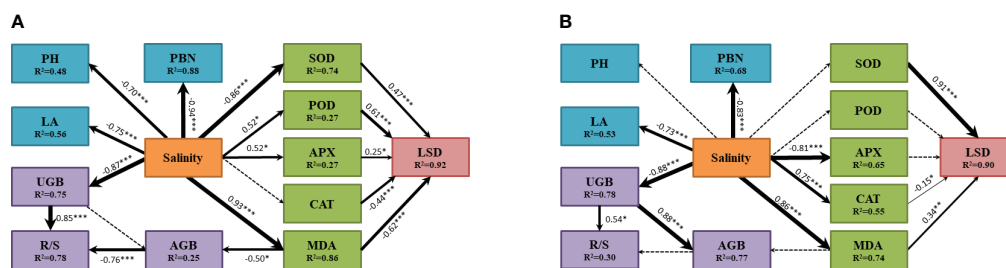 A
PH
R²=0.48
PBN
R²=0.88
SOD
R²=0.74
-0.70***
-0.94***
-0.86***
0.47***
LA
R²=0.56
POD
R²=0.27
-0.75***
0.52*
0.61***
Salinity
APX
R²=0.27
0.52*
0.25*
LSD
R²=0.92
-0.87***
UGB
R²=0.75
CAT
-0.44***
0.93***
0.85***
-0.62***
R/S
R²=0.78
-0.76***
AGB
R²=0.25
-0.50*
MDA
R²=0.86
B
PH
PBN
R²=0.68
SOD
-0.83***
0.91***
LA
R²=0.53
POD
-0.73***
Salinity
-0.81***
APX
R²=0.65
LSD
R²=0.90
-0.88***
UGB
R²=0.78
0.75***
CAT
R²=0.55
-0.15*
0.86***
0.54*
0.88***
0.34**
R/S
R²=0.30
AGB
R²=0.77
MDA
R²=0.74